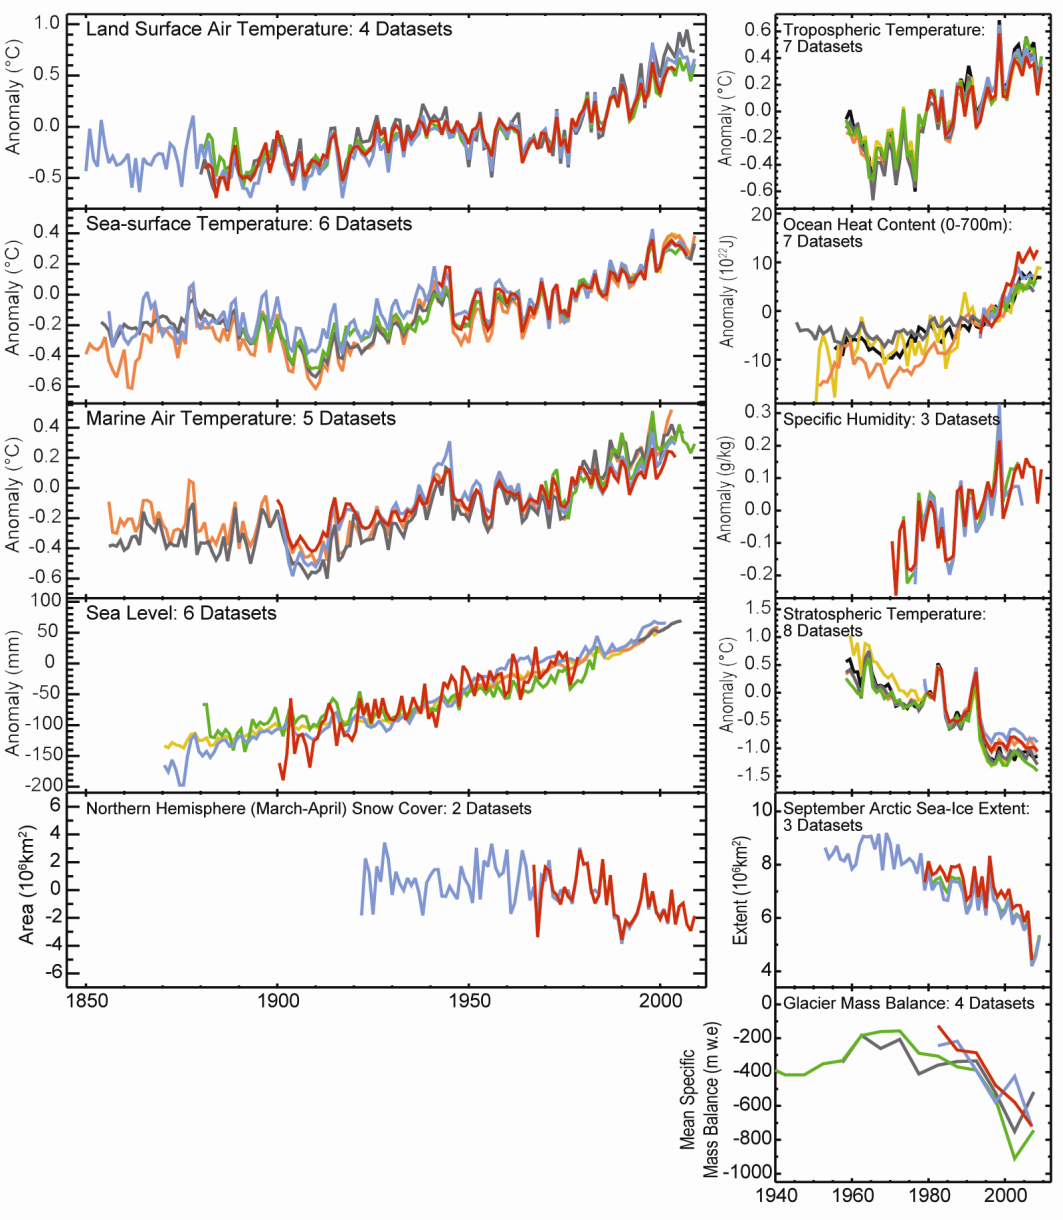 Land Surface Air Temperature: 4 Datasets
Anomaly (°C)
1.0
0.5
0.0
-0.5
Sea-surface Temperature: 6 Datasets
Anomaly (°C)
0.4
0.2
0.0
-0.2
-0.4
-0.6
Marine Air Temperature: 5 Datasets
Anomaly (°C)
0.4
0.2
0.0
-0.2
-0.4
-0.6
Sea Level: 6 Datasets
Anomaly (mm)
100
50
0
-50
-100
-150
-200
Northern Hemisphere (March-April) Snow Cover: 2 Datasets
Area (10⁶km²)
6
4
2
0
-2
-4
-6
1850 1900 1950 2000
Tropospheric Temperature:
7 Datasets
Anomaly (°C)
0.6
0.4
0.2
0.0
-0.2
-0.4
-0.6
Ocean Heat Content (0-700m):
7 Datasets
Anomaly (10²²J)
20
10
0
-10
Specific Humidity: 3 Datasets
Anomaly (g/kg)
0.3
0.2
0.1
0.0
-0.1
-0.2
Stratospheric Temperature:
8 Datasets
Anomaly (°C)
1.5
1.0
0.5
0.0
-0.5
-1.0
-1.5
September Arctic Sea-Ice Extent:
3 Datasets
Extent (10⁶km²)
10
8
6
4
Glacier Mass Balance: 4 Datasets
Mean Specific
Mass Balance (m w.e)
0
-200
-400
-600
-800
-1000
1940 1960 1980 2000